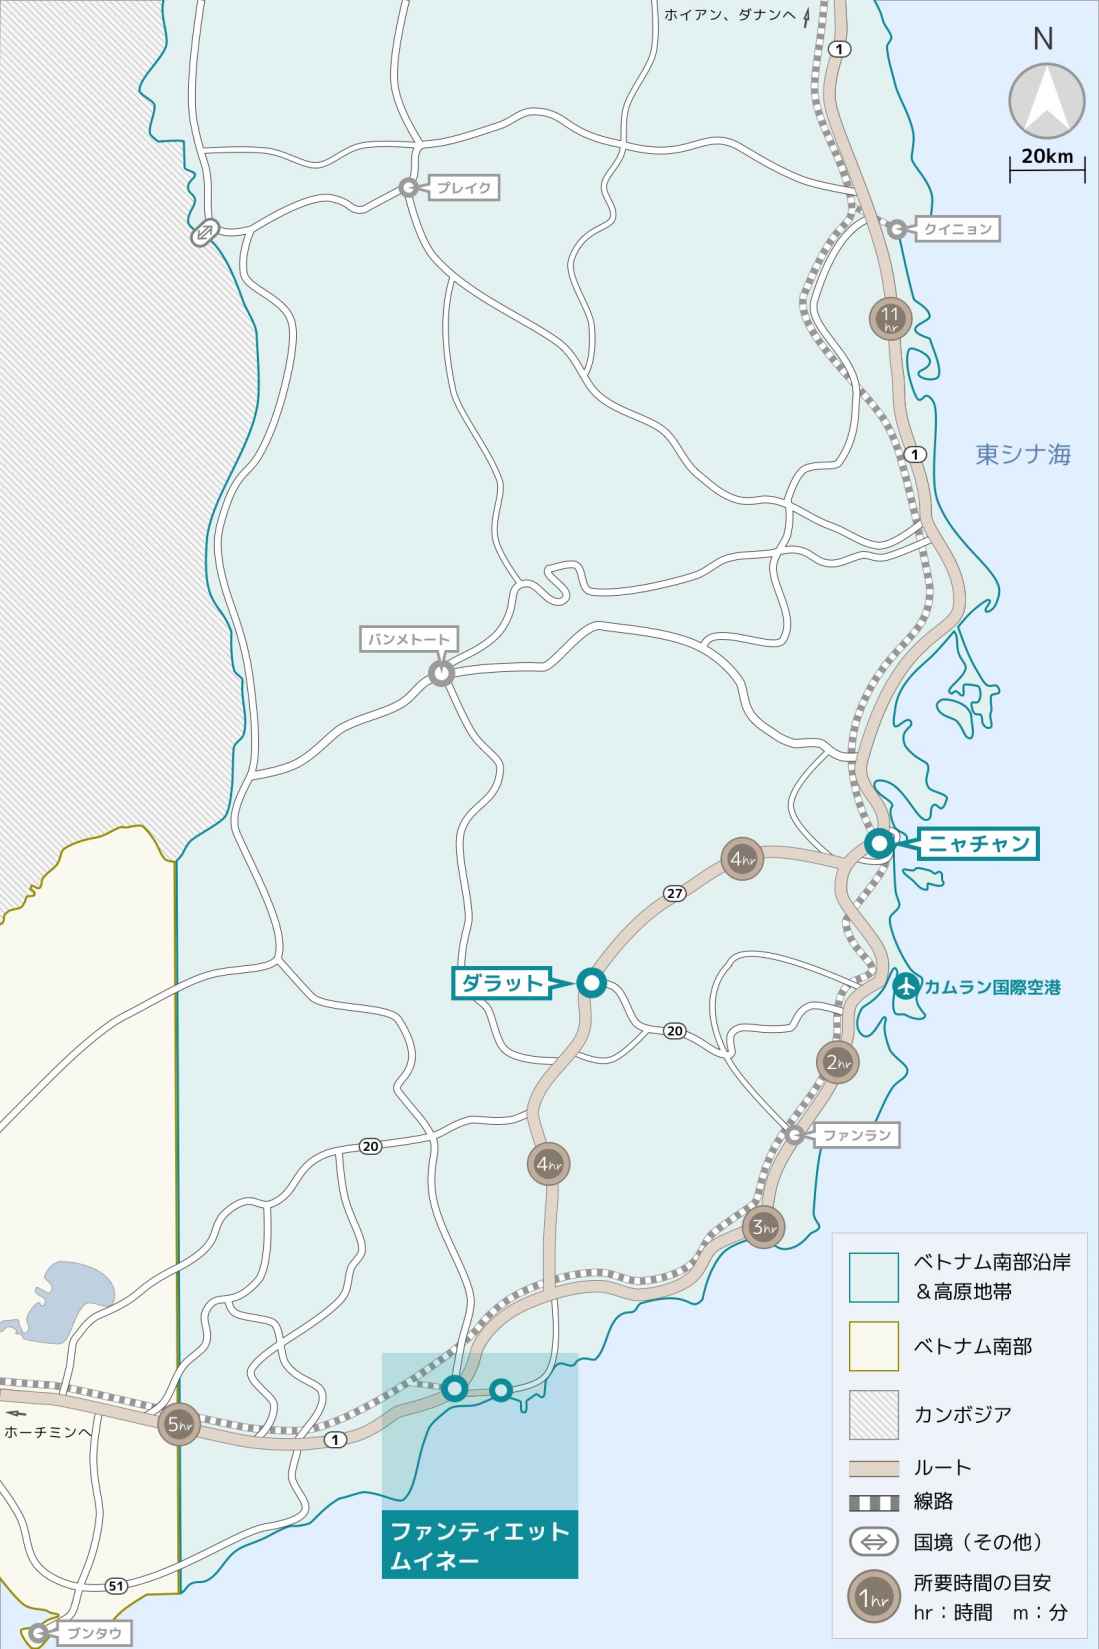 ホイアン、ダナンへ
1
N
20km
プレイク
クイニョン
11
hr
1
東シナ海
バンメトート
ニャチャン
4hr
27
ダラット
カムラン国際空港
20
2hr
ファンラン
20
4hr
3hr
ベトナム南部沿岸
&高原地帯
ベトナム南部
カンボジア
ルート
線路
国境(その他)
1hr
所要時間の目安
hr:時間 m:分
5hr
ホーチミンへ
1
ファンティエット
ムイネー
51
ブンタウ